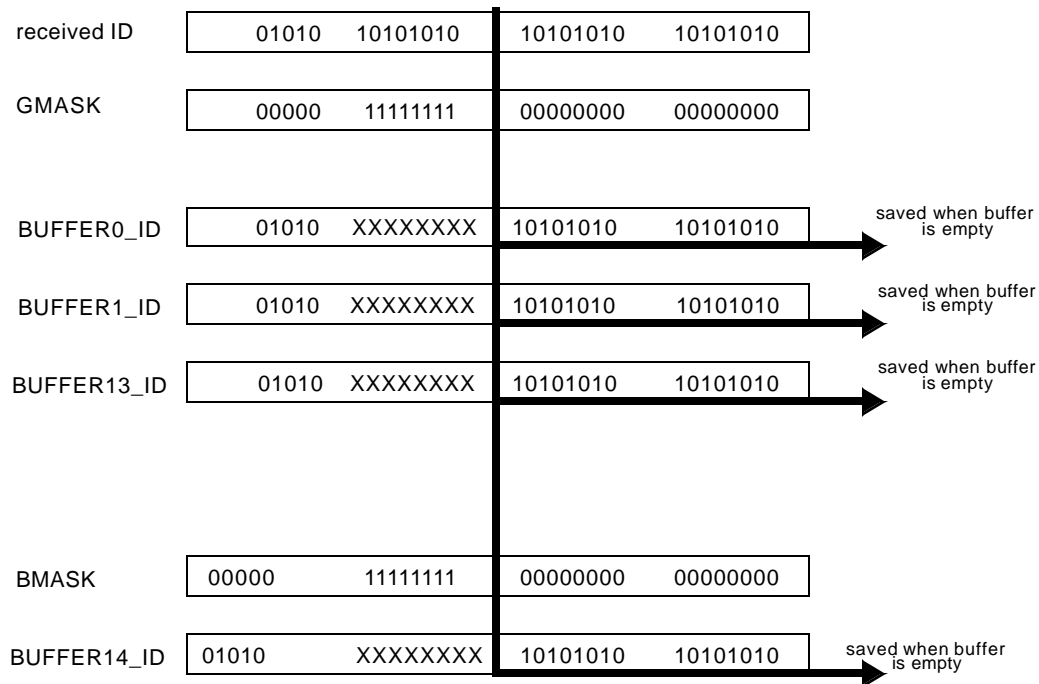 received ID 01010 10101010 10101010 10101010
GMASK 00000 11111111 00000000 00000000
BUFFER0_ID 01010 XXXXXXXX 10101010 10101010
saved when buffer
is empty
BUFFER1_ID 01010 XXXXXXXX 10101010 10101010
saved when buffer
is empty
BUFFER13_ID 01010 XXXXXXXX 10101010 10101010
saved when buffer
is empty
BMASK 00000 11111111 00000000 00000000
BUFFER14_ID 01010 XXXXXXXX 10101010 10101010
saved when buffer
is empty